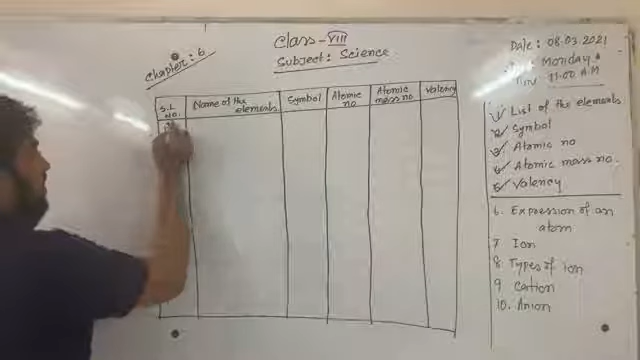 Chapter: 6
Class-VIII
Subject: Science
Date: 08.03.2021
Monday
11:00 AM
S.L NO. Name of the elements Symbol Atomic no Atomic mass no. Valency
1) List of the elements
2) Symbol
3) Atomic no
4) Atomic mass no.
5) Valency
6. Expression of an
atom
7 Ion
8. Types of ion
9 Cation
10. Anion